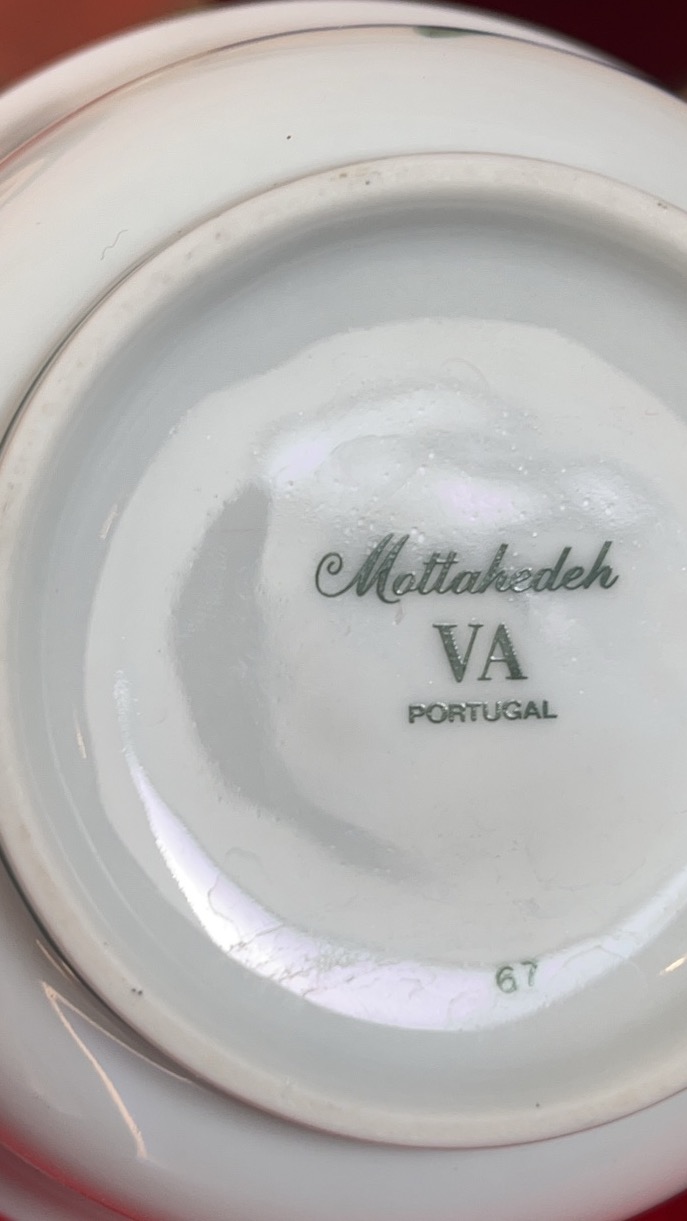 Mottahedeh
VA
PORTUGAL
67